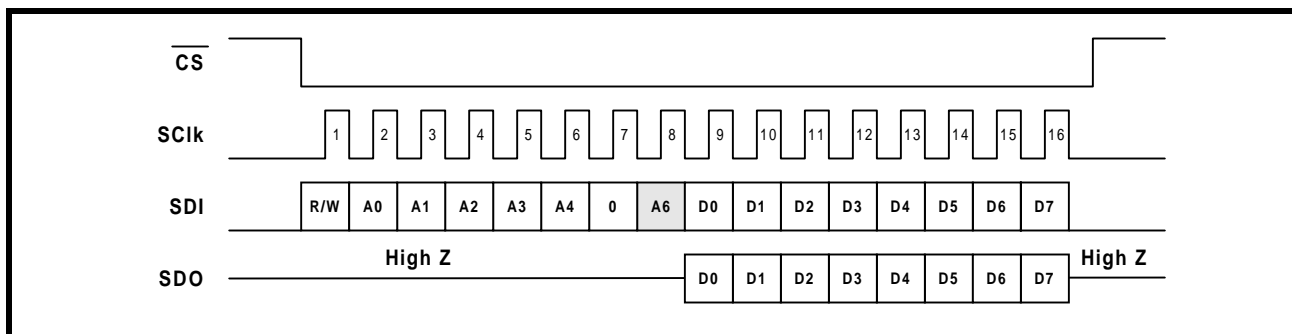 CS
SClk 1 2 3 4 5 6 7 8 9 10 11 12 13 14 15 16
SDI R/W A0 A1 A2 A3 A4 0 A6 D0 D1 D2 D3 D4 D5 D6 D7
High Z High Z
SDO D0 D1 D2 D3 D4 D5 D6 D7